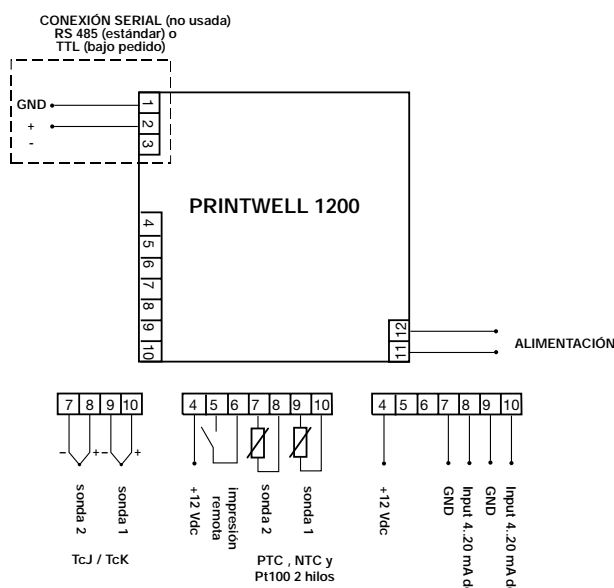 CONEXIÓN SERIAL (no usada)
RS 485 (estándar) o
TTL (bajo pedido)
GND
+
-
1
2
3
PRINTWELL 1200
4
5
6
7
8
9
10
12
11
ALIMENTACIÓN
7 8 9 10
- + - +
sonda 2
sonda 1
TcJ / TcK
4 5 6 7 8 9 10
+12 Vdc
impresión
remota
sonda 2
sonda 1
PTC , NTC y
Pt100 2 hilos
4 5 6 7 8 9 10
+12 Vdc
GND
Input 4..20 mA d
GND
Input 4..20 mA d